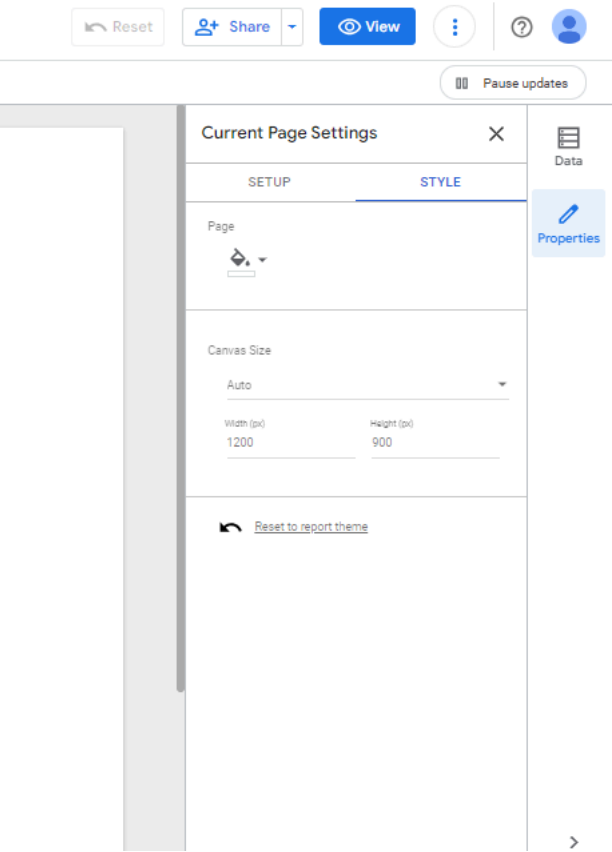 Reset
Share
View
Pause updates
Current Page Settings
Data
SETUP
STYLE
Page
Properties
Canvas Size
Auto
Width (px)
Height (px)
1200
900
Reset to report theme